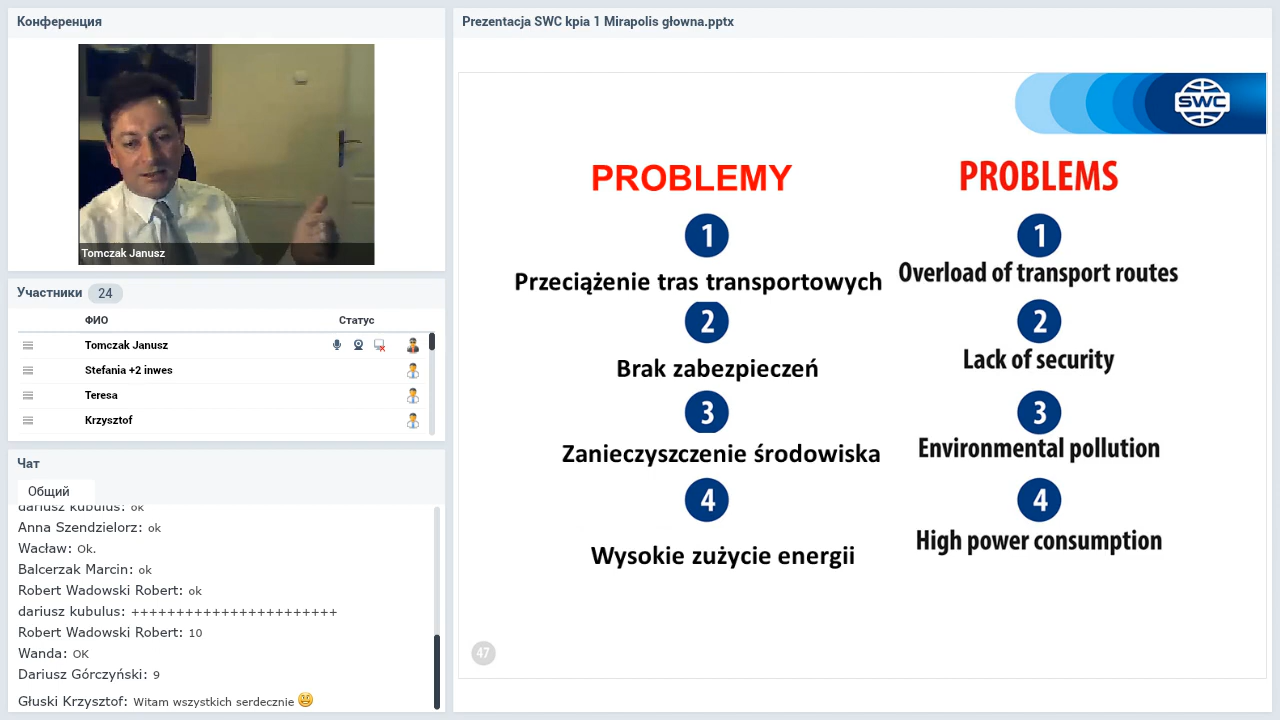 Конференция
Tomczak Janusz
Участники 24
ФИО Статус
Tomczak Janusz
Stefania +2 inwes
Teresa
Krzysztof
Чат
Общий
dariusz kubulus: ok
Anna Szendzielorz: ok
Wacław: Ok.
Balcerzak Marcin: ok
Robert Wadowski Robert: ok
dariusz kubulus: +++++++++++++++++++++++
Robert Wadowski Robert: 10
Wanda: OK
Dariusz Górczyński: 9
Głuski Krzysztof: Witam wszystkich serdecznie
Prezentacja SWC kpia 1 Mirapolis głowna.pptx
SWC
PROBLEMY
1
Przeciążenie tras transportowych
2
Brak zabezpieczeń
3
Zanieczyszczenie środowiska
4
Wysokie zużycie energii
PROBLEMS
1
Overload of transport routes
2
Lack of security
3
Environmental pollution
4
High power consumption
47